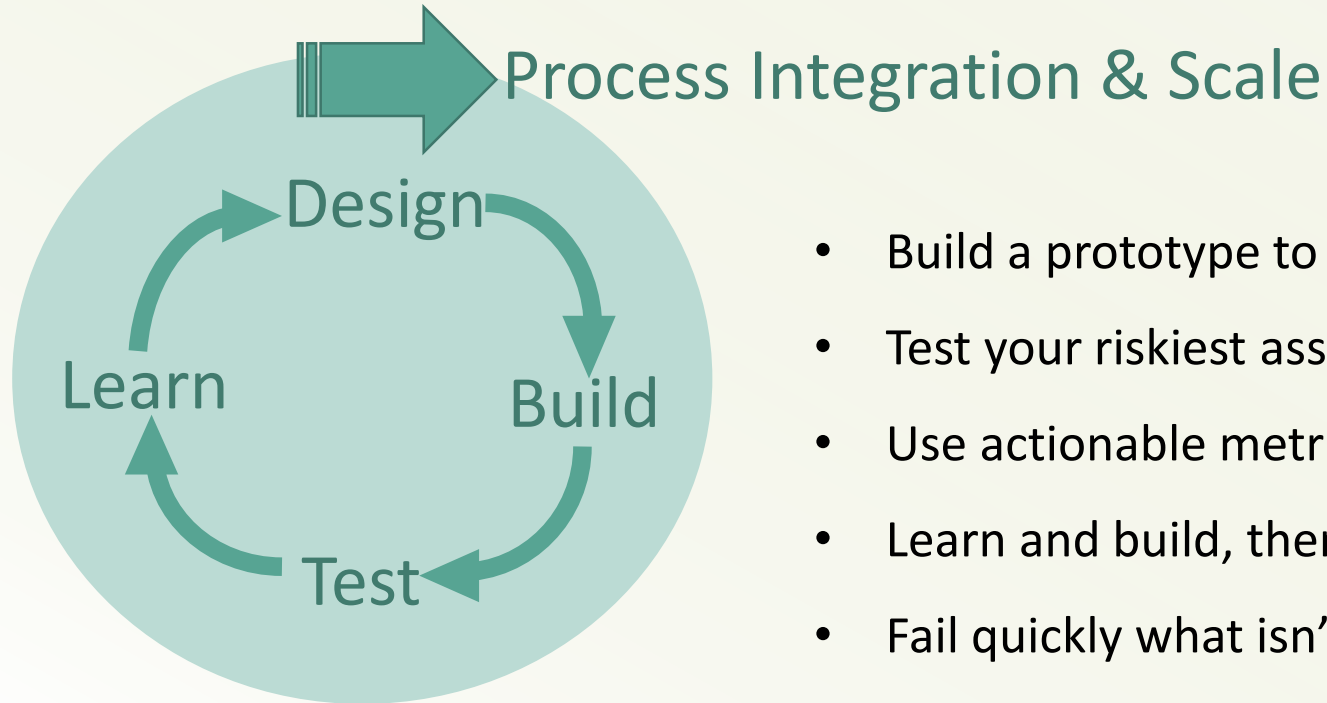 Process Integration & Scale
Design
Learn
Build
Test
• Build a prototype to
• Test your riskiest ass
• Use actionable metr
• Learn and build, then
• Fail quickly what isn’